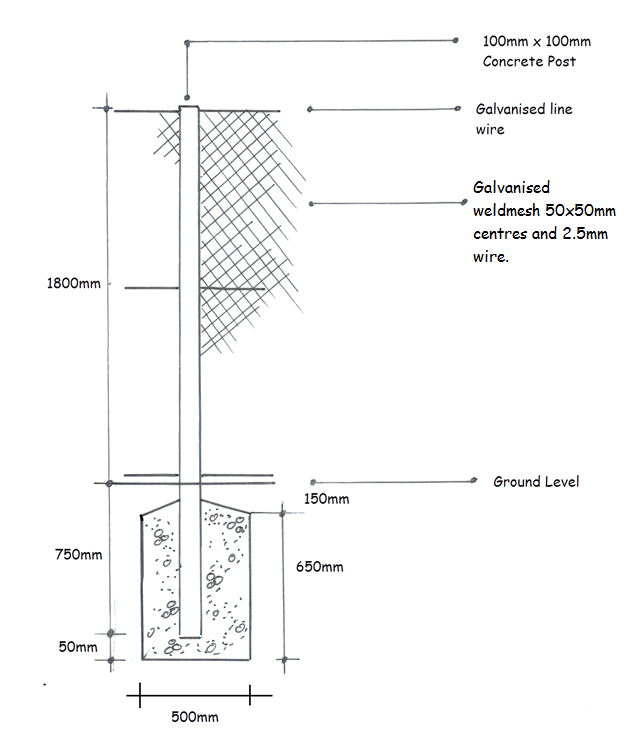 100mm x 100mm
Concrete Post
Galvanised line
wire
Galvanised
weldmesh 50x50mm
centres and 2.5mm
wire.
1800mm
Ground Level
150mm
750mm
650mm
50mm
500mm